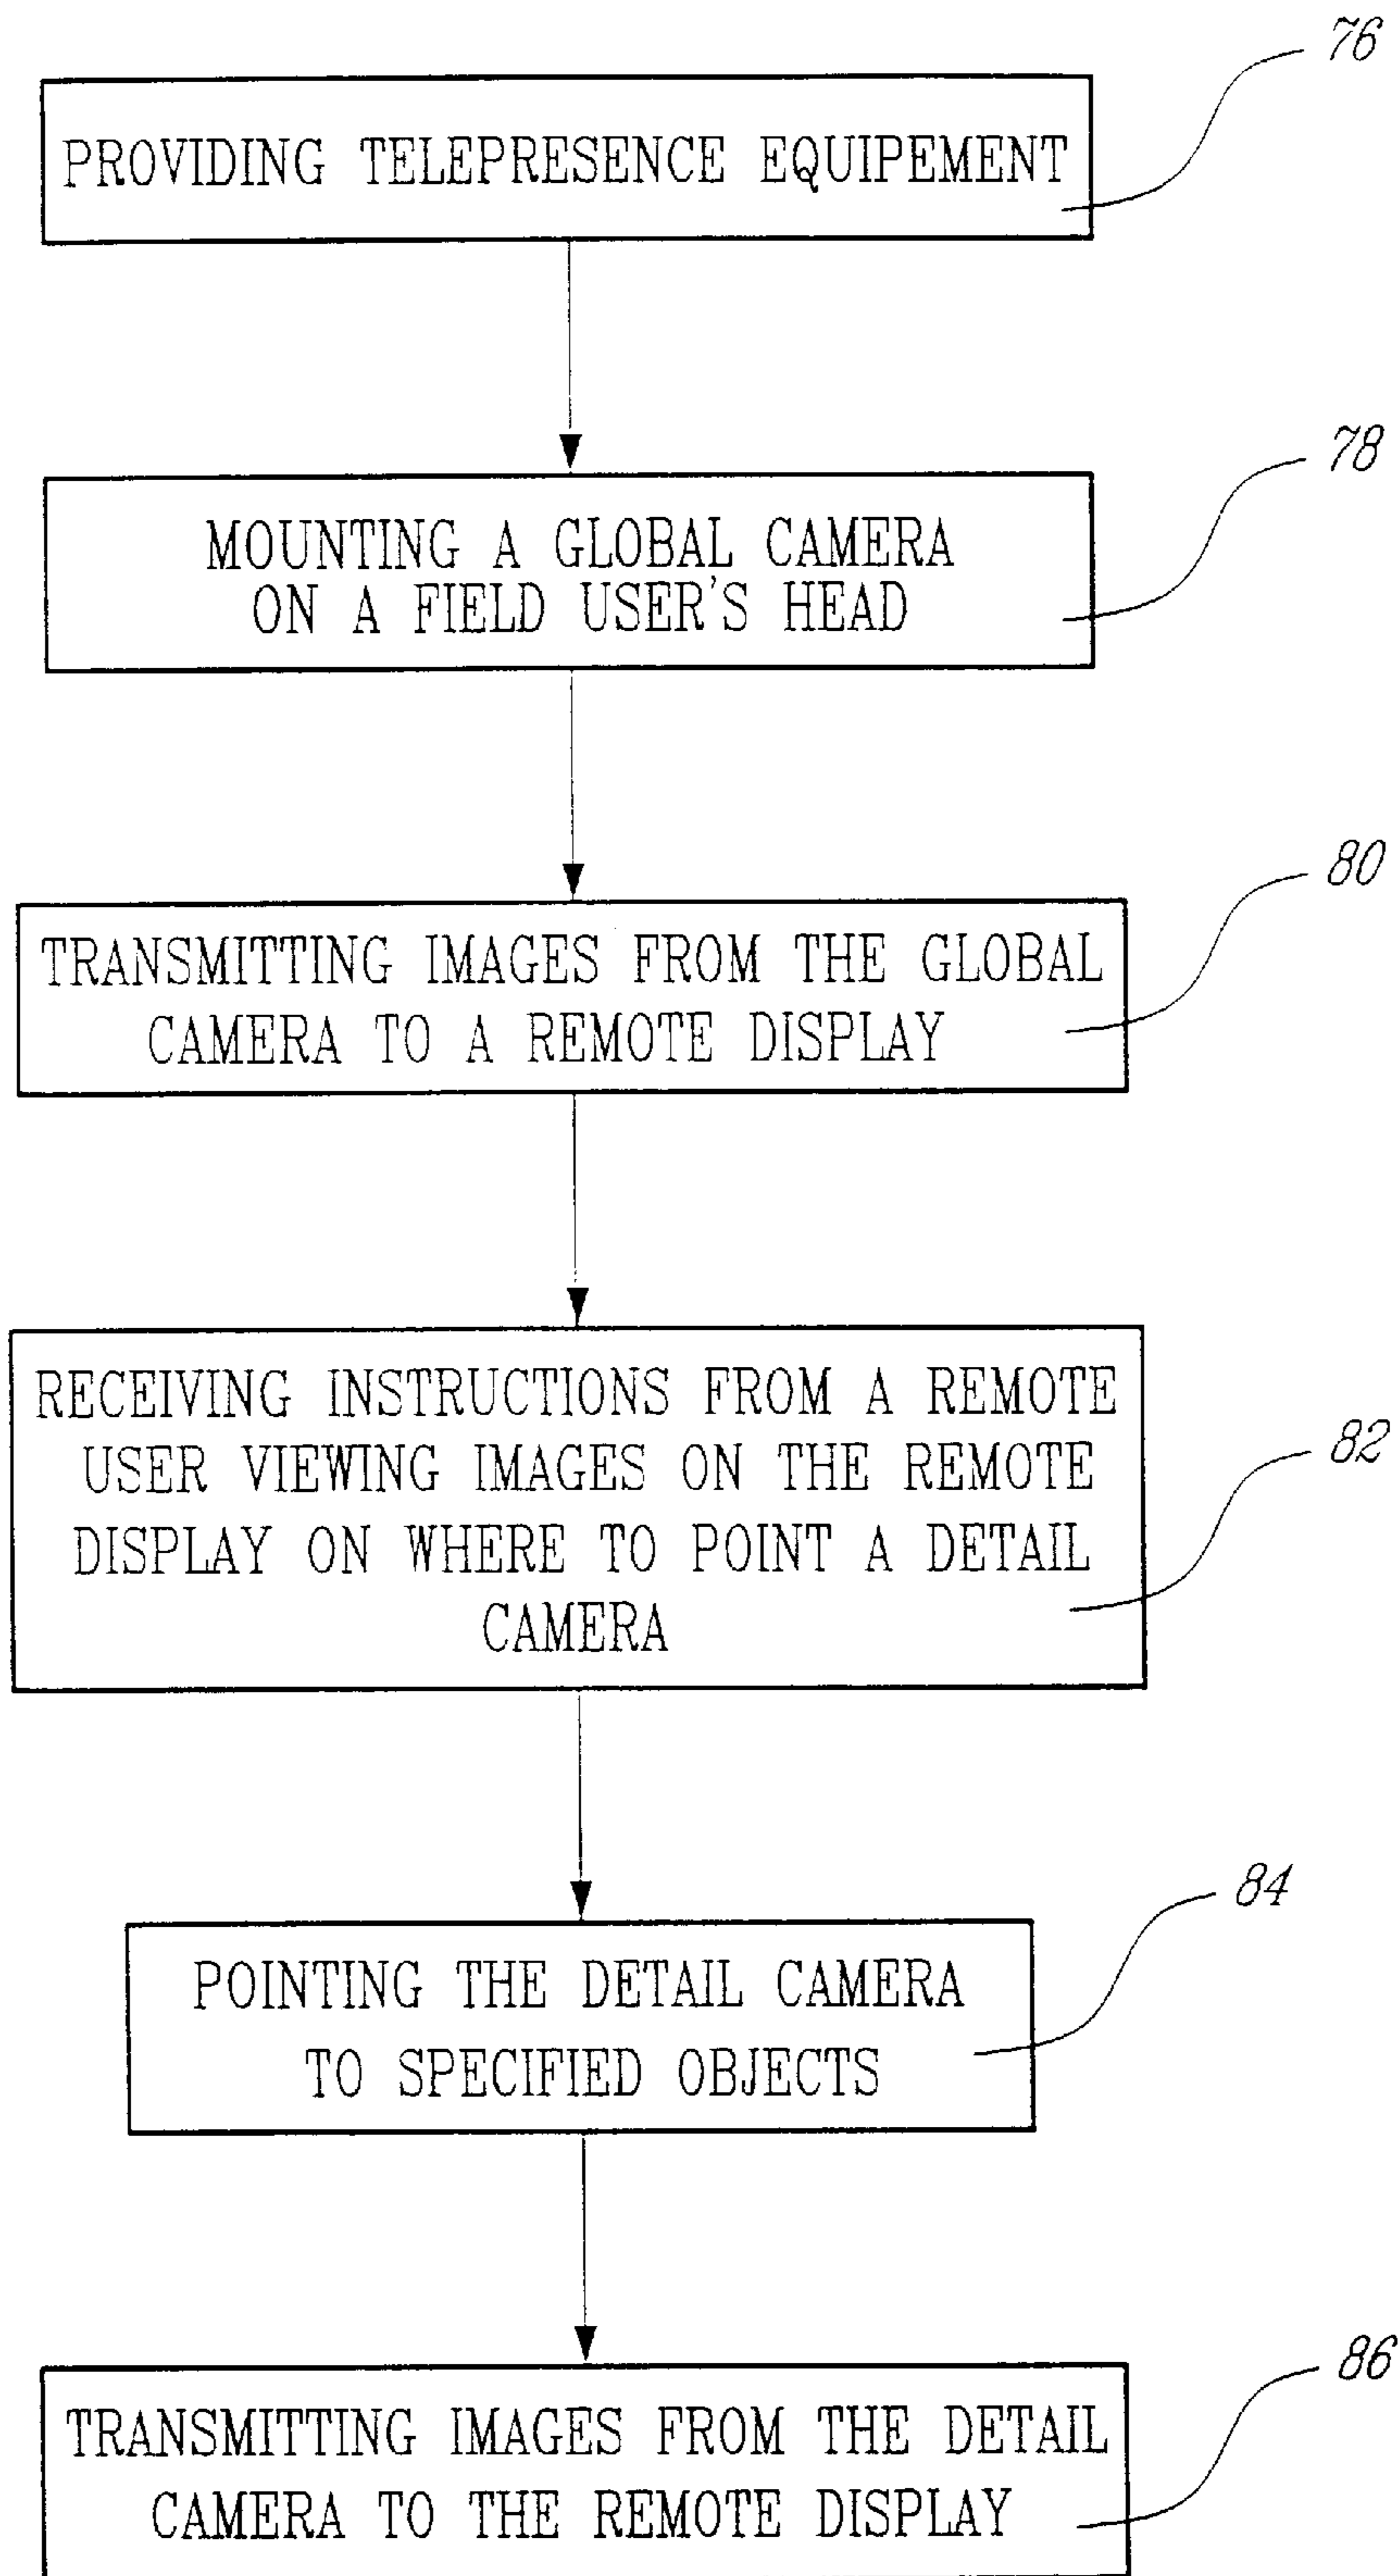 76
PROVIDING TELEPRESENCE EQUIPEMENT
78
MOUNTING A GLOBAL CAMERA
ON A FIELD USER'S HEAD
80
TRANSMITTING IMAGES FROM THE GLOBAL
CAMERA TO A REMOTE DISPLAY
RECEIVING INSTRUCTIONS FROM A REMOTE
USER VIEWING IMAGES ON THE REMOTE
82
DISPLAY ON WHERE TO POINT A DETAIL
CAMERA
84
POINTING THE DETAIL CAMERA
TO SPECIFIED OBJECTS
86
TRANSMITTING IMAGES FROM THE DETAIL
CAMERA TO THE REMOTE DISPLAY